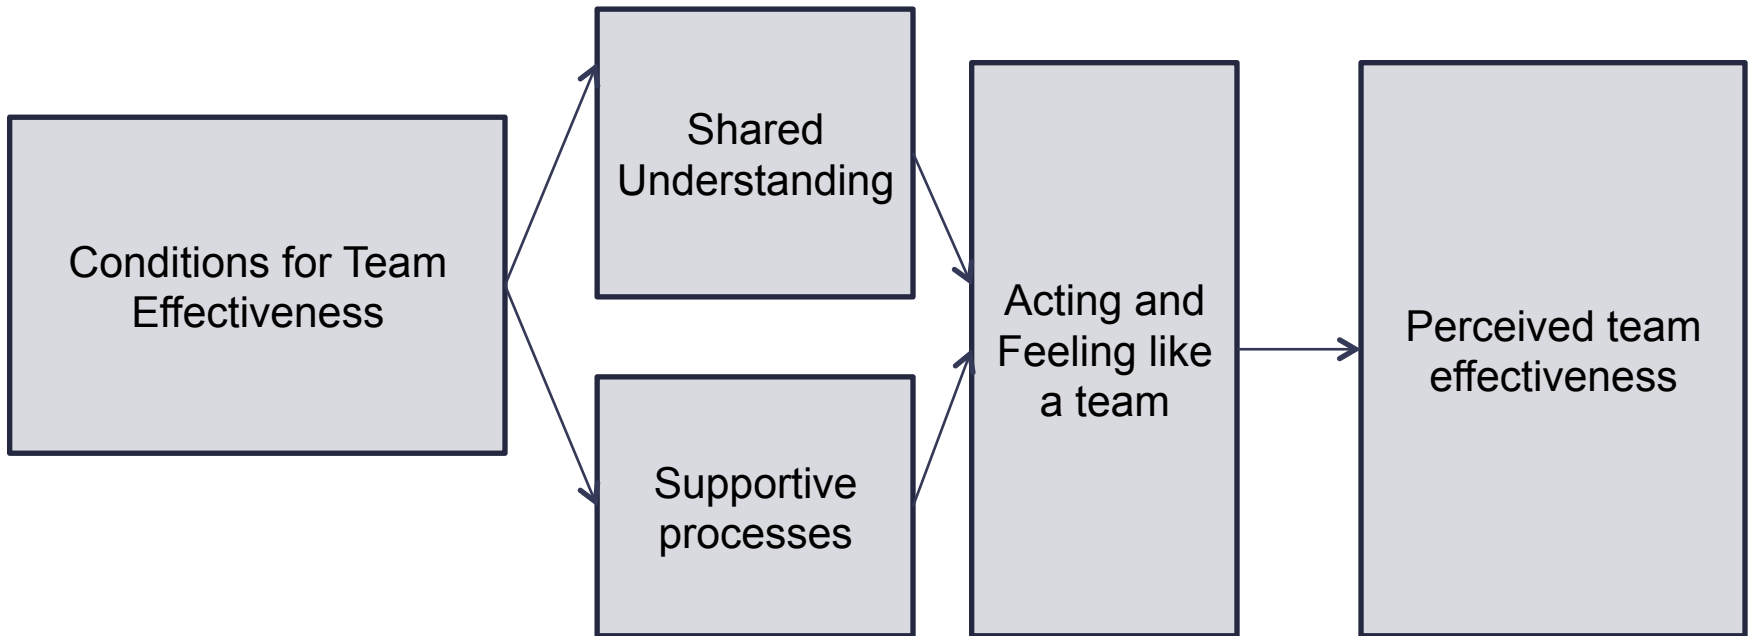 Conditions for Team
Effectiveness
Shared
Understanding
Supportive
processes
Acting and
Feeling like
a team
Perceived team
effectiveness